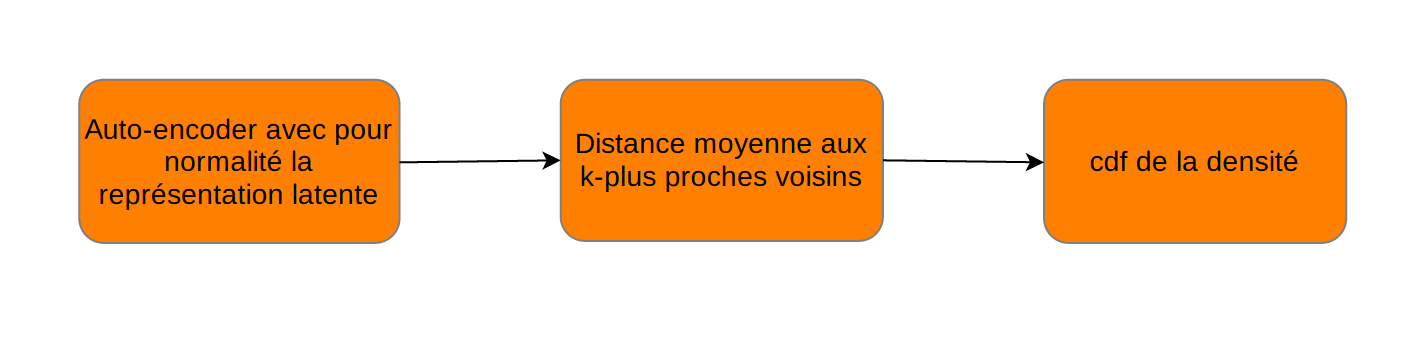 Auto-encoder avec pour
normalité la
représentation latente
Distance moyenne aux
k-plus proches voisins
cdf de la densité